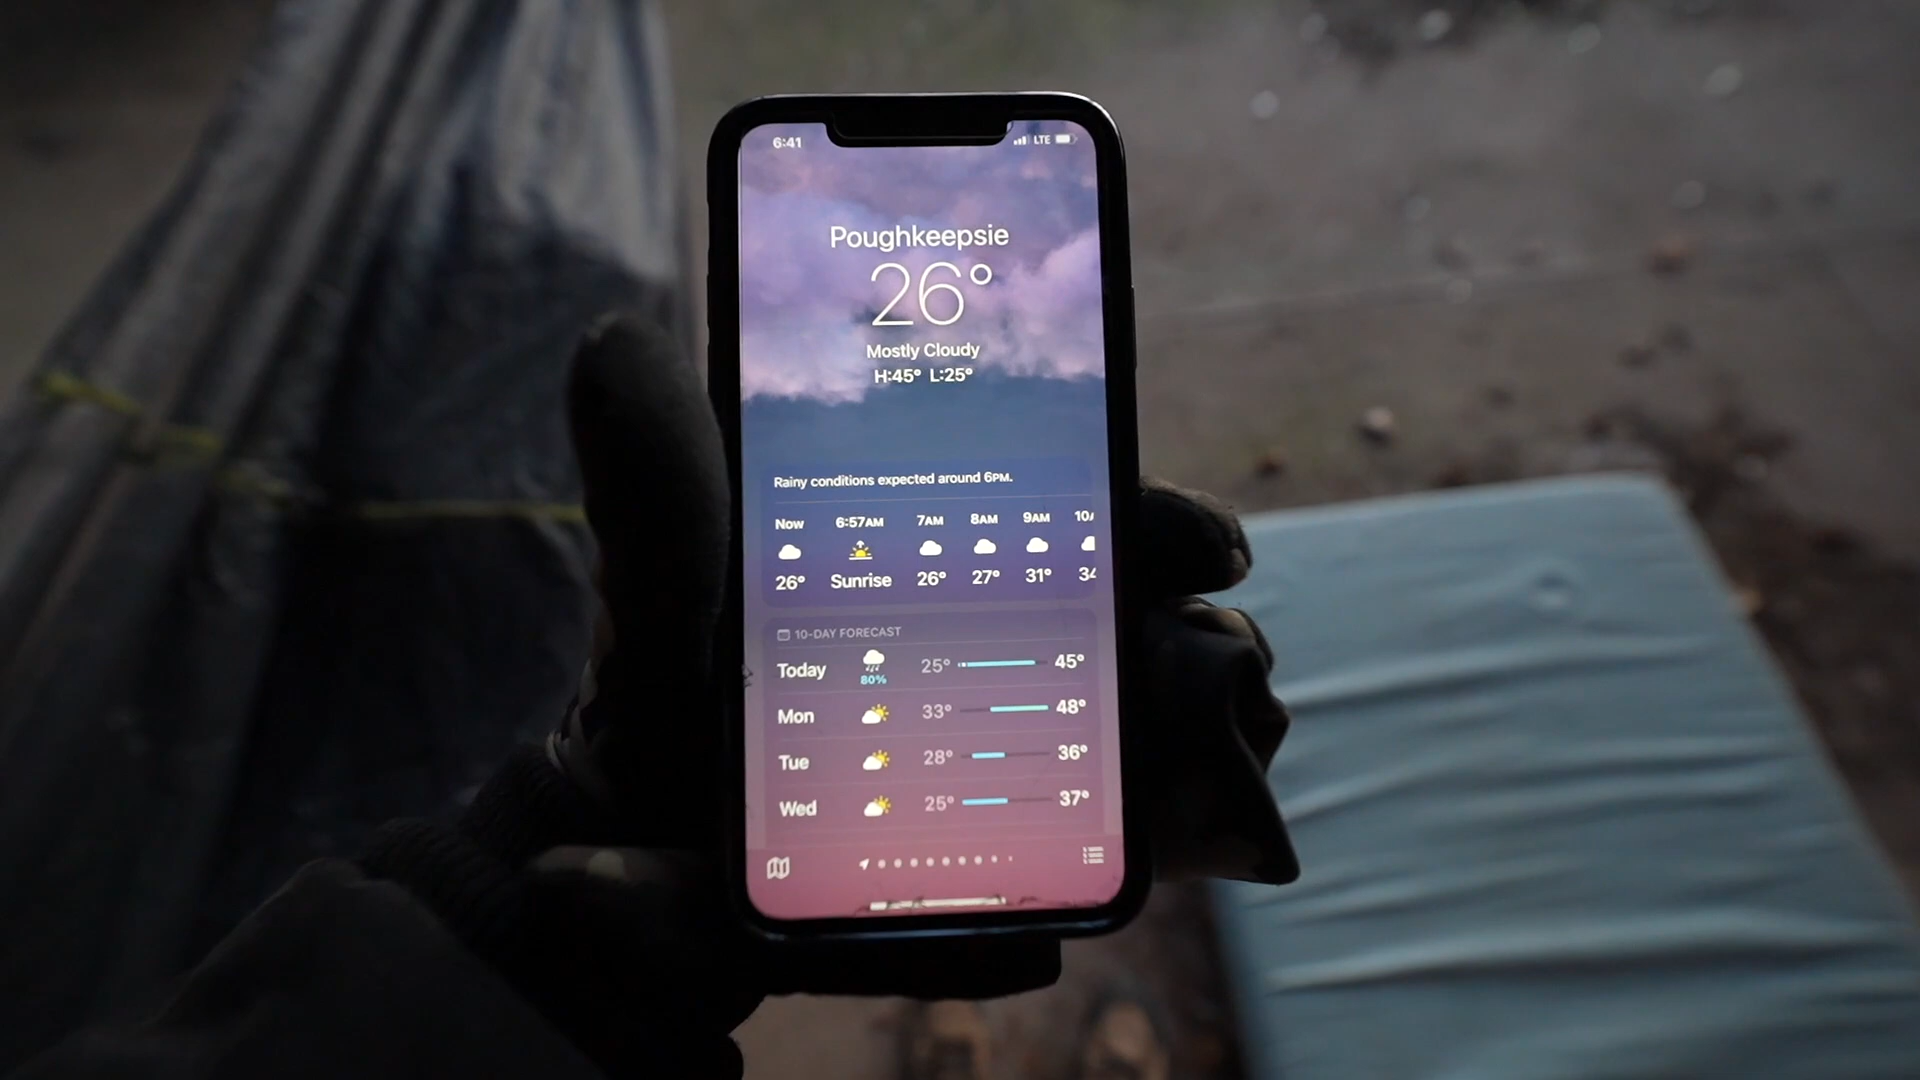 6:41 LTE
Poughkeepsie
26°
Mostly Cloudy
H:45° L:25°
Rainy conditions expected around 6PM.
Now 6:57AM 7AM 8AM 9AM
26° Sunrise 26° 27° 31° 34
10-DAY FORECAST
Today 80% 25° 45°
Mon 33° 48°
Tue 28° 36°
Wed 25° 37°